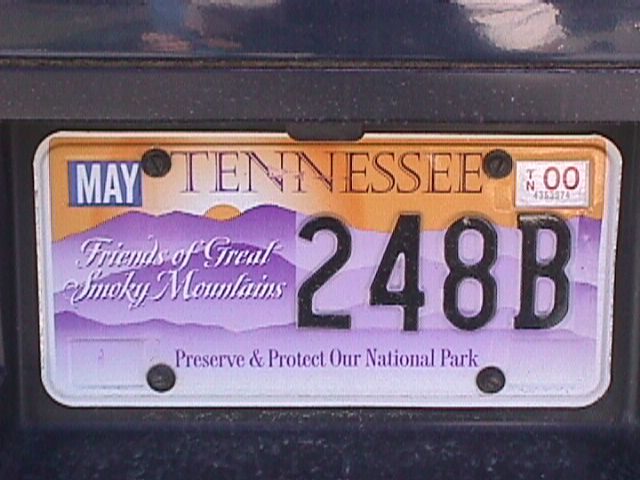 MAY TENNESSEE TN 00
Friends of Great
Smoky Mountains
248B
Preserve & Protect Our National Park